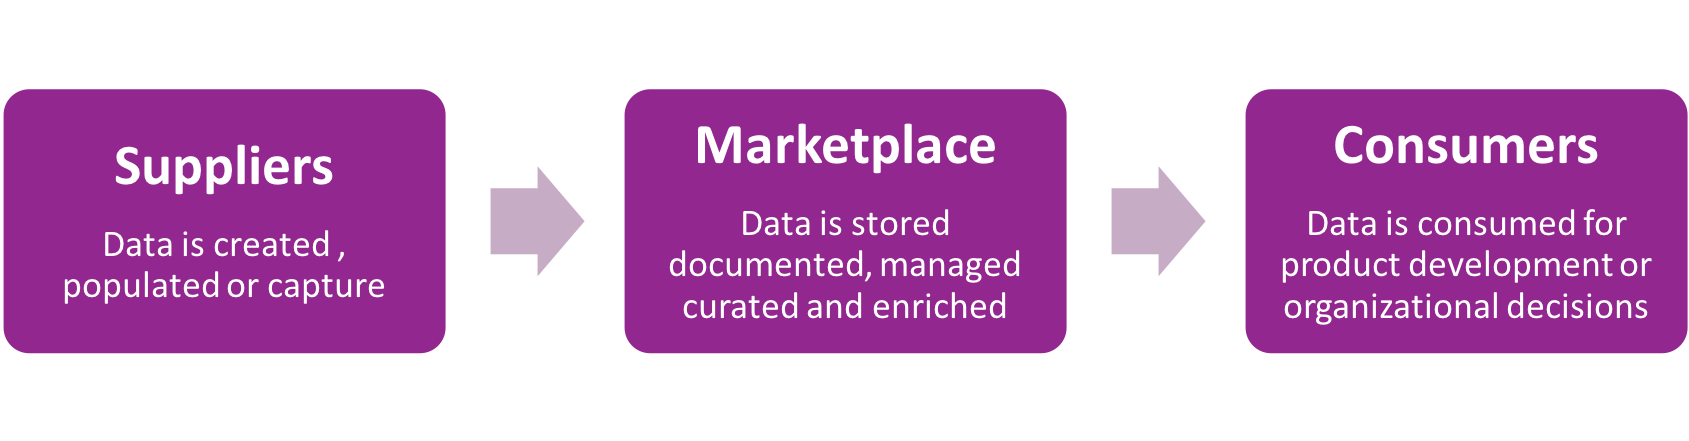 Suppliers
Data is created ,
populated or capture
Marketplace
Data is stored
documented, managed
curated and enriched
Consumers
Data is consumed for
product development or
organizational decisions